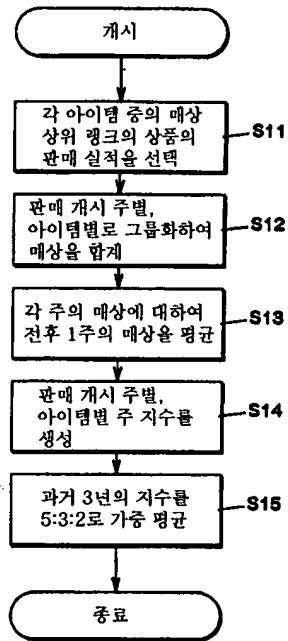 개시
각 아이템 중의 매상
상위 랭크의 상품의
판매 실적을 선택
S11
판매 개시 주별,
아이템별로 그룹화하여
매상을 합계
S12
각 주의 매상에 대하여
전후 1주의 매상을 평균
S13
판매 개시 주별,
아이템별 주 지수를
생성
S14
과거 3년의 지수를
5:3:2로 가중 평균
S15
종료